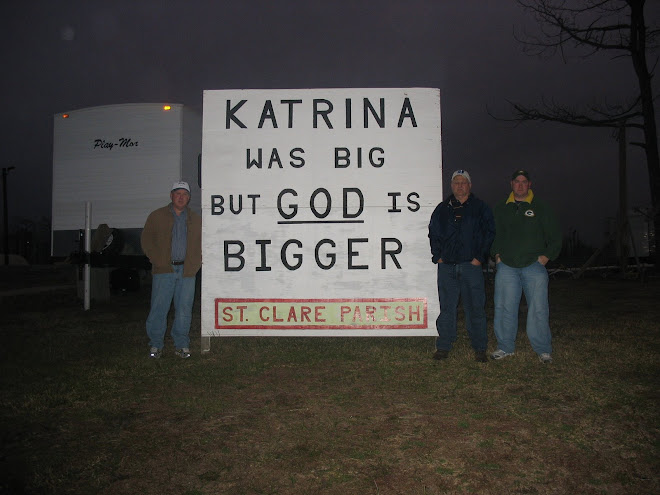 Play-Mor
KATRINA
WAS BIG
BUT GOD IS
BIGGER
ST. CLARE PARISH
G